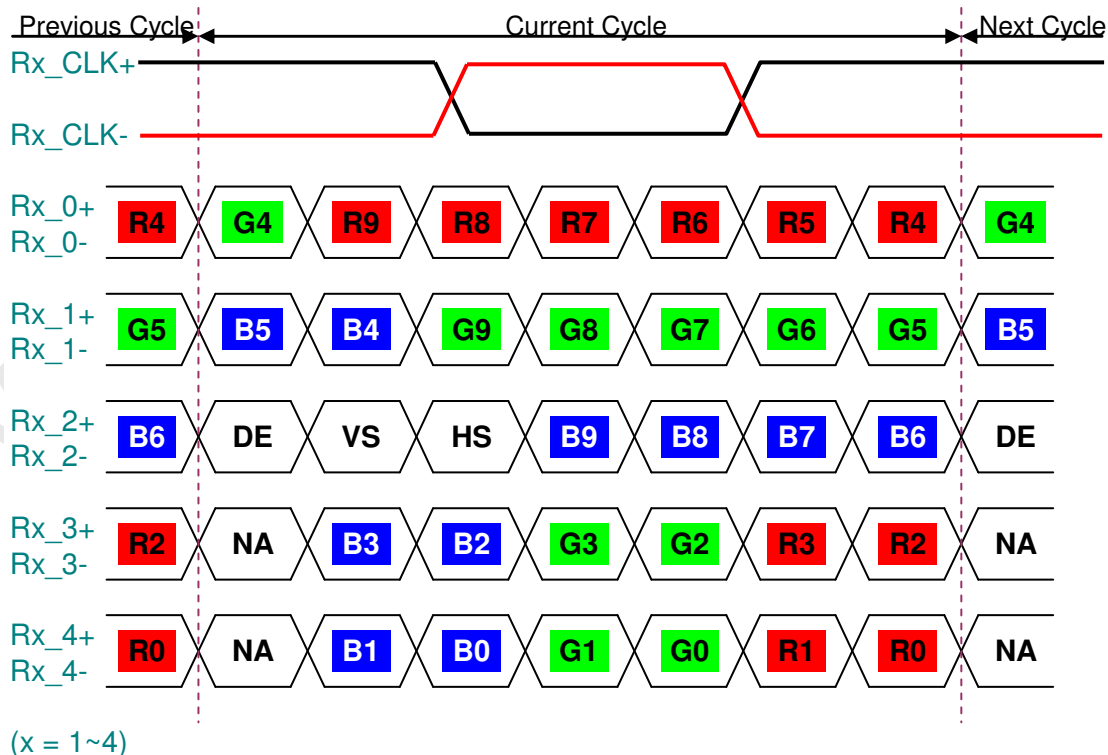 Previous Cycle Current Cycle Next Cycle
Rx_CLK+
Rx_CLK-
Rx_0+
Rx_0-
R4 G4 R9 R8 R7 R6 R5 R4 G4
Rx_1+
Rx_1-
G5 B5 B4 G9 G8 G7 G6 G5 B5
Rx_2+
Rx_2-
B6 DE VS HS B9 B8 B7 B6 DE
Rx_3+
Rx_3-
R2 NA B3 B2 G3 G2 R3 R2 NA
Rx_4+
Rx_4-
R0 NA B1 B0 G1 G0 R1 R0 NA
(x = 1~4)